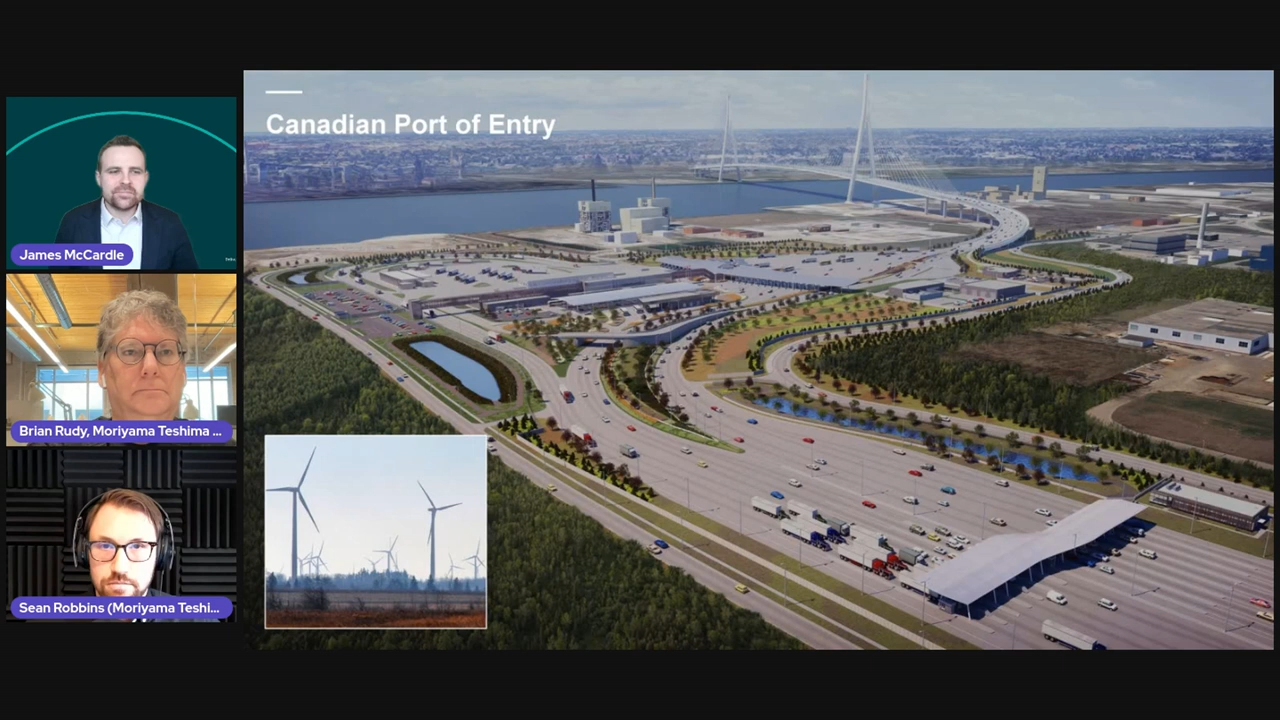 Canadian Port of Entry
James McCardle
Brian Rudy, Moriyama Teshima ...
Sean Robbins (Moriyama Teshi...